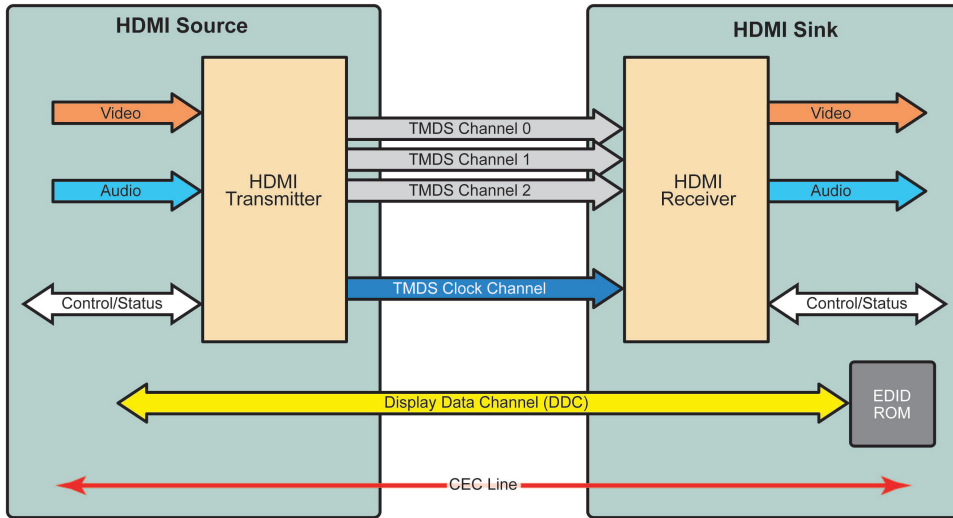 HDMI Source
HDMI Sink
Video
Audio
Control/Status
HDMI
Transmitter
TMDS Channel 0
TMDS Channel 1
TMDS Channel 2
TMDS Clock Channel
HDMI
Receiver
Video
Audio
Control/Status
Display Data Channel (DDC)
EDID
ROM
CEC Line